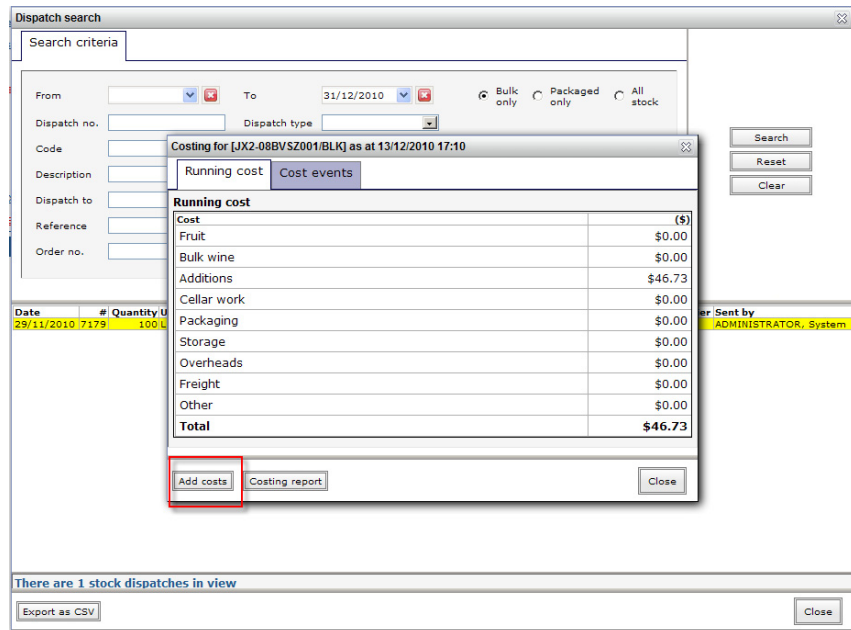 Dispatch search
Search criteria
From To 31/12/2010 Bulk only Packaged only All stock
Dispatch no. Dispatch type
Code
Description
Dispatch to
Reference
Order no.
Search
Reset
Clear
Costing for [JX2-08BVSZ001/BLK] as at 13/12/2010 17:10
Running cost Cost events
Running cost
Cost ($)
Fruit $0.00
Bulk wine $0.00
Additions $46.73
Cellar work $0.00
Packaging $0.00
Storage $0.00
Overheads $0.00
Freight $0.00
Other $0.00
Total $46.73
Add costs Costing report Close
Date # Quantity U er Sent by
29/11/2010 7179 100 L ADMINISTRATOR, System
There are 1 stock dispatches in view
Export as CSV Close